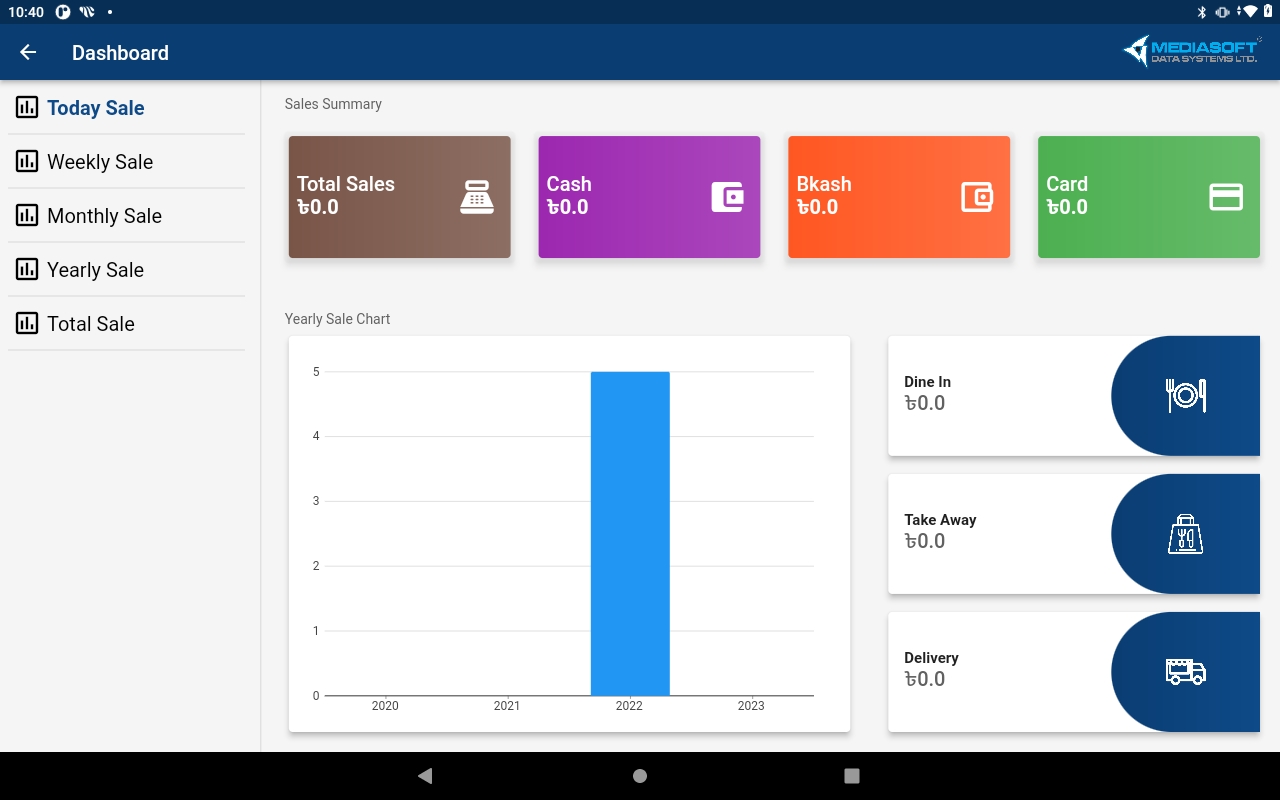 10:40
Dashboard
MEDIASOFT
DATA SYSTEMS LTD.
Today Sale
Weekly Sale
Monthly Sale
Yearly Sale
Total Sale
Sales Summary
Total Sales
৳0.0
Cash
৳0.0
Bkash
৳0.0
Card
৳0.0
Yearly Sale Chart
5
4
3
2
1
0
2020 2021 2022 2023
Dine In
৳0.0
Take Away
৳0.0
Delivery
৳0.0